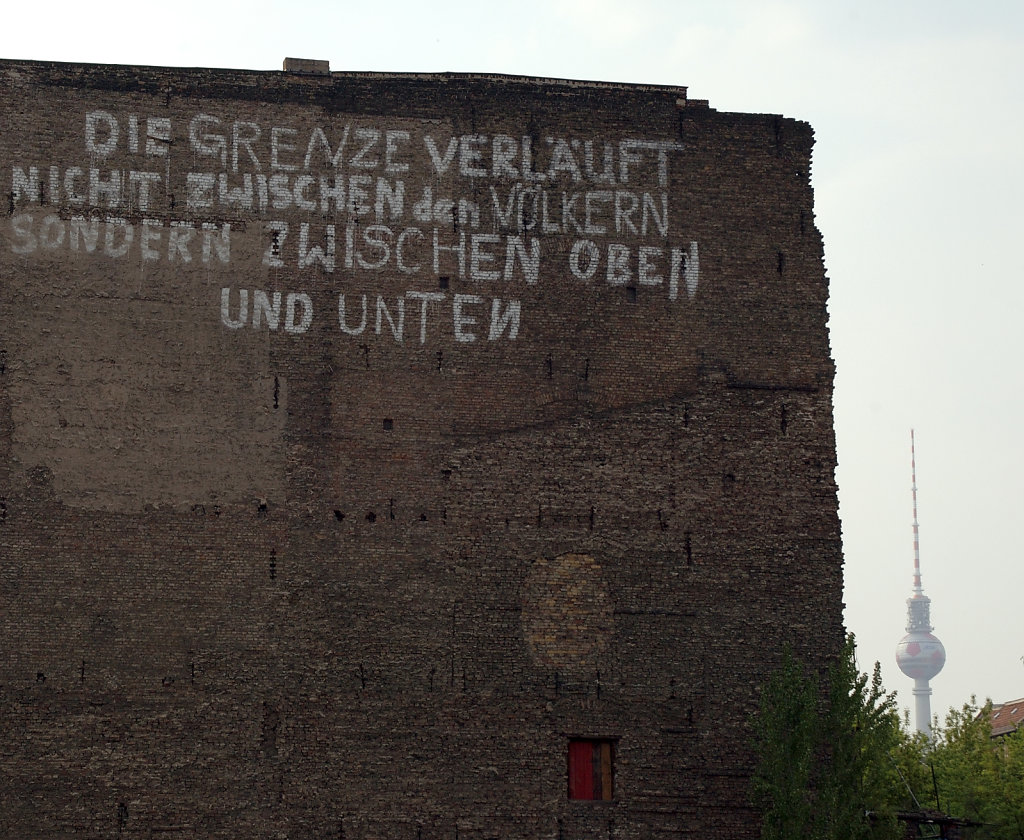 DIE GRENZE VERLÄUFT
NICHT ZWISCHEN den VÖLKERN
SONDERN ZWISCHEN OBEN
UND UNTEN